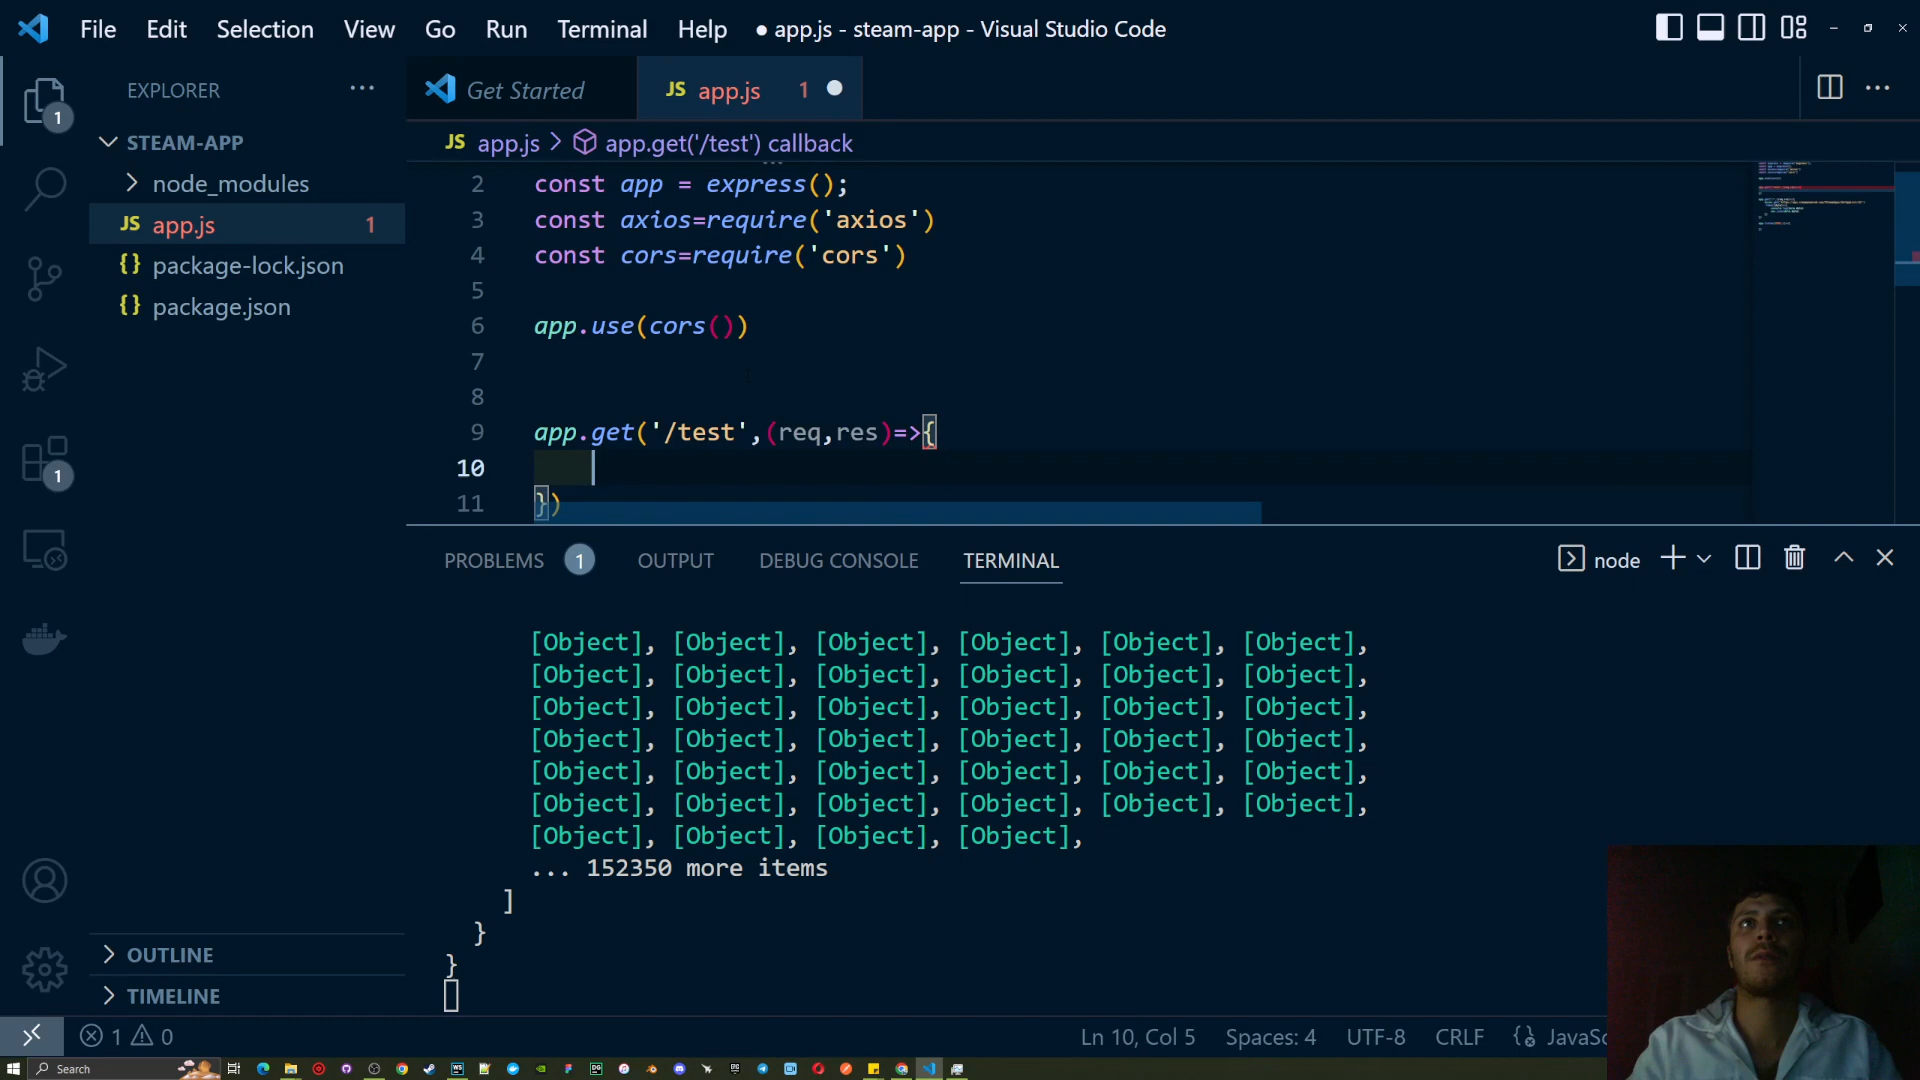 File Edit Selection View Go Run Terminal Help ● app.js - steam-app - Visual Studio Code
EXPLORER ...
Get Started
JS app.js 1
STEAM-APP
node_modules
JS app.js 1
{} package-lock.json
{} package.json
JS app.js > app.get('/test') callback
2 const app = express();
3 const axios=require('axios')
4 const cors=require('cors')
5
6 app.use(cors())
7
8
9 app.get('/test',(req,res)=>{
10
11 })
1
1
PROBLEMS 1 OUTPUT DEBUG CONSOLE TERMINAL
node
[Object], [Object], [Object], [Object], [Object], [Object],
[Object], [Object], [Object], [Object], [Object], [Object],
[Object], [Object], [Object], [Object], [Object], [Object],
[Object], [Object], [Object], [Object], [Object], [Object],
[Object], [Object], [Object], [Object], [Object], [Object],
[Object], [Object], [Object], [Object], [Object], [Object],
[Object], [Object], [Object], [Object],
... 152350 more items
]
}
}
OUTLINE
TIMELINE
1 0
Ln 10, Col 5 Spaces: 4 UTF-8 CRLF {} JavaSc
Search